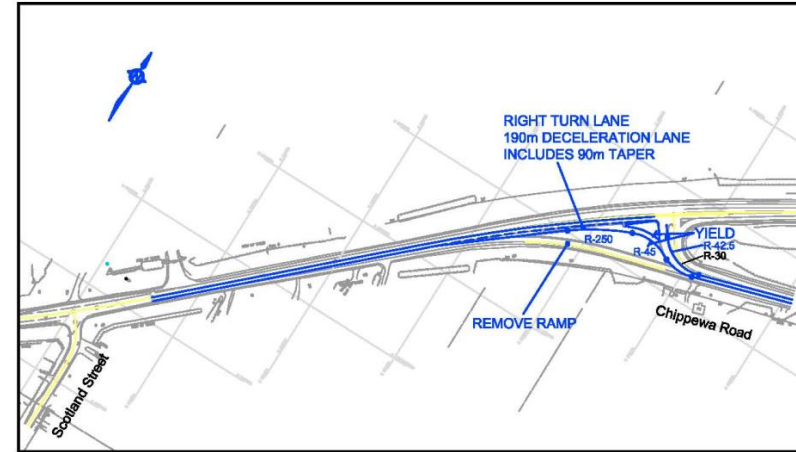 RIGHT TURN LANE
190m DECELERATION LANE
INCLUDES 90m TAPER
YIELD
R-250
R-45
R-42.5
R-30
REMOVE RAMP
Chippewa Road
Scotland Street